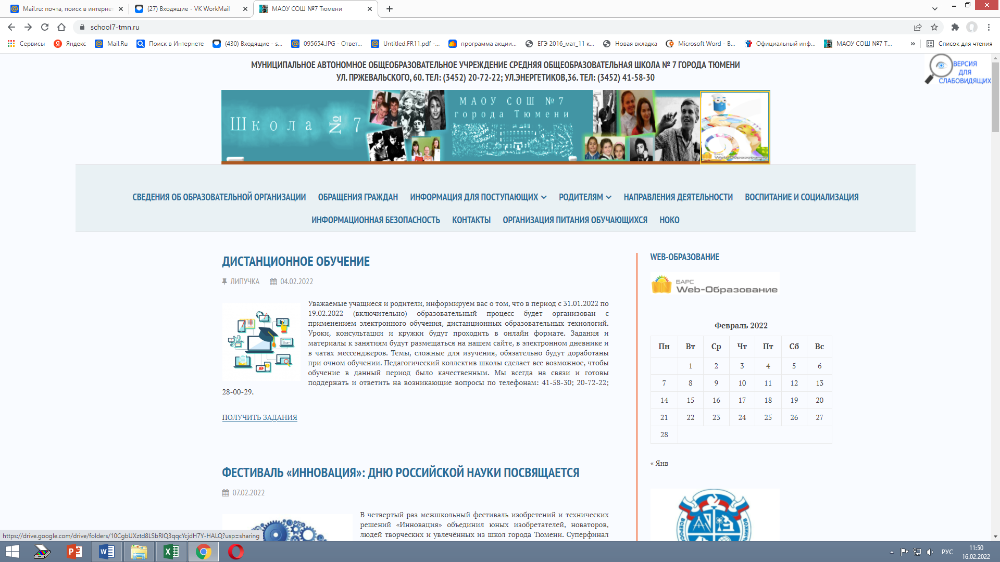 Mail.ru: почта, поиск в интернет
(27) Входящие - VK WorkMail
МАОУ СОШ №7 Тюмени
school7-tmn.ru
Сервисы
Яндекс
Mail.Ru
Поиск в Интернете
(430) Входящие - s...
095654.JPG - Ответ...
Untitled.FR11.pdf -...
программа акции...
ЕГЭ 2016_мат_11 к...
Новая вкладка
Microsoft Word - В...
Официальный инф...
МАОУ СОШ №7 Т...
»
Список для чтения
МУНИЦИПАЛЬНОЕ АВТОНОМНОЕ ОБЩЕОБРАЗОВАТЕЛЬНОЕ УЧРЕЖДЕНИЕ СРЕДНЯЯ ОБЩЕОБРАЗОВАТЕЛЬНАЯ ШКОЛА № 7 ГОРОДА ТЮМЕНИ
УЛ. ПРЖЕВАЛЬСКОГО, 60. ТЕЛ: (3452) 20-72-22; УЛ.ЭНЕРГЕТИКОВ,36. ТЕЛ: (3452) 41-58-30
ВЕРСИЯ
ДЛЯ
СЛАБОВИДЯЩИХ
Школа № 7
МАОУ СОШ №7
города Тюмени
БАРС
Web-Образование
СВЕДЕНИЯ ОБ ОБРАЗОВАТЕЛЬНОЙ ОРГАНИЗАЦИИ
ОБРАЩЕНИЯ ГРАЖДАН
ИНФОРМАЦИЯ ДЛЯ ПОСТУПАЮЩИХ
РОДИТЕЛЯМ
НАПРАВЛЕНИЯ ДЕЯТЕЛЬНОСТИ
ВОСПИТАНИЕ И СОЦИАЛИЗАЦИЯ
ИНФОРМАЦИОННАЯ БЕЗОПАСНОСТЬ
КОНТАКТЫ
ОРГАНИЗАЦИЯ ПИТАНИЯ ОБУЧАЮЩИХСЯ
НОКО
ДИСТАНЦИОННОЕ ОБУЧЕНИЕ
ЛИПУЧКА 04.02.2022
Уважаемые учащиеся и родители, информируем вас о том, что в период с 31.01.2022 по
19.02.2022 (включительно) образовательный процесс будет организован с
применением электронного обучения, дистанционных образовательных технологий.
Уроки, консультации и кружки будут проходить в онлайн формате. Задания и
материалы к занятиям будут размещаться на нашем сайте, в электронном дневнике и
в чатах мессенджеров. Темы, сложные для изучения, обязательно будут доработаны
при очном обучении. Педагогический коллектив школы сделает все возможное, чтобы
обучение в данный период было качественным. Мы всегда на связи и готовы
поддержать и ответить на возникающие вопросы по телефонам: 41-58-30; 20-72-22;
28-00-29.
ПОЛУЧИТЬ ЗАДАНИЯ
ФЕСТИВАЛЬ «ИННОВАЦИЯ»: ДНЮ РОССИЙСКОЙ НАУКИ ПОСВЯЩАЕТСЯ
07.02.2022
В четвертый раз межшкольный фестиваль изобретений и технических
решений «Инновация» объединил юных изобретателей, новаторов,
людей творческих и увлечённых из школ города Тюмени. Суперфинал
WEB-ОБРАЗОВАНИЕ
БАРС
Web-Образование
Февраль 2022
Пн Вт Ср Чт Пт Сб Вс
1 2 3 4 5 6
7 8 9 10 11 12 13
14 15 16 17 18 19 20
21 22 23 24 25 26 27
28
« Янв
https://drive.google.com/drive/folders/10CgbUXztd8LSbRIQ3qqcYcjdH7Y-HALQ?usp=sharing
РУС
11:50
16.02.2022